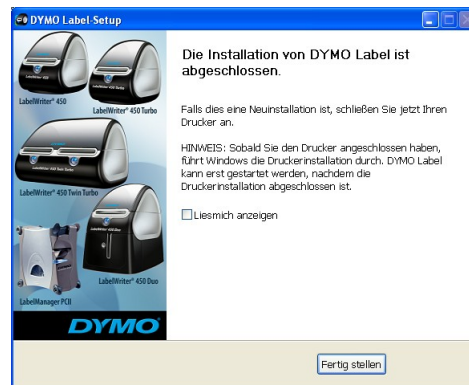 DYMO Label-Setup
LabelWriter® 450
LabelWriter® 450 Turbo
LabelWriter® 450 Twin Turbo
LabelWriter® 450 Duo
LabelManager PCII
DYMO
Die Installation von DYMO Label ist
abgeschlossen.
Falls dies eine Neuinstallation ist, schließen Sie jetzt Ihren
Drucker an.
HINWEIS: Sobald Sie den Drucker angeschlossen haben,
führt Windows die Druckerinstallation durch. DYMO Label
kann erst gestartet werden, nachdem die
Druckerinstallation abgeschlossen ist.
Liesmich anzeigen
Fertig stellen